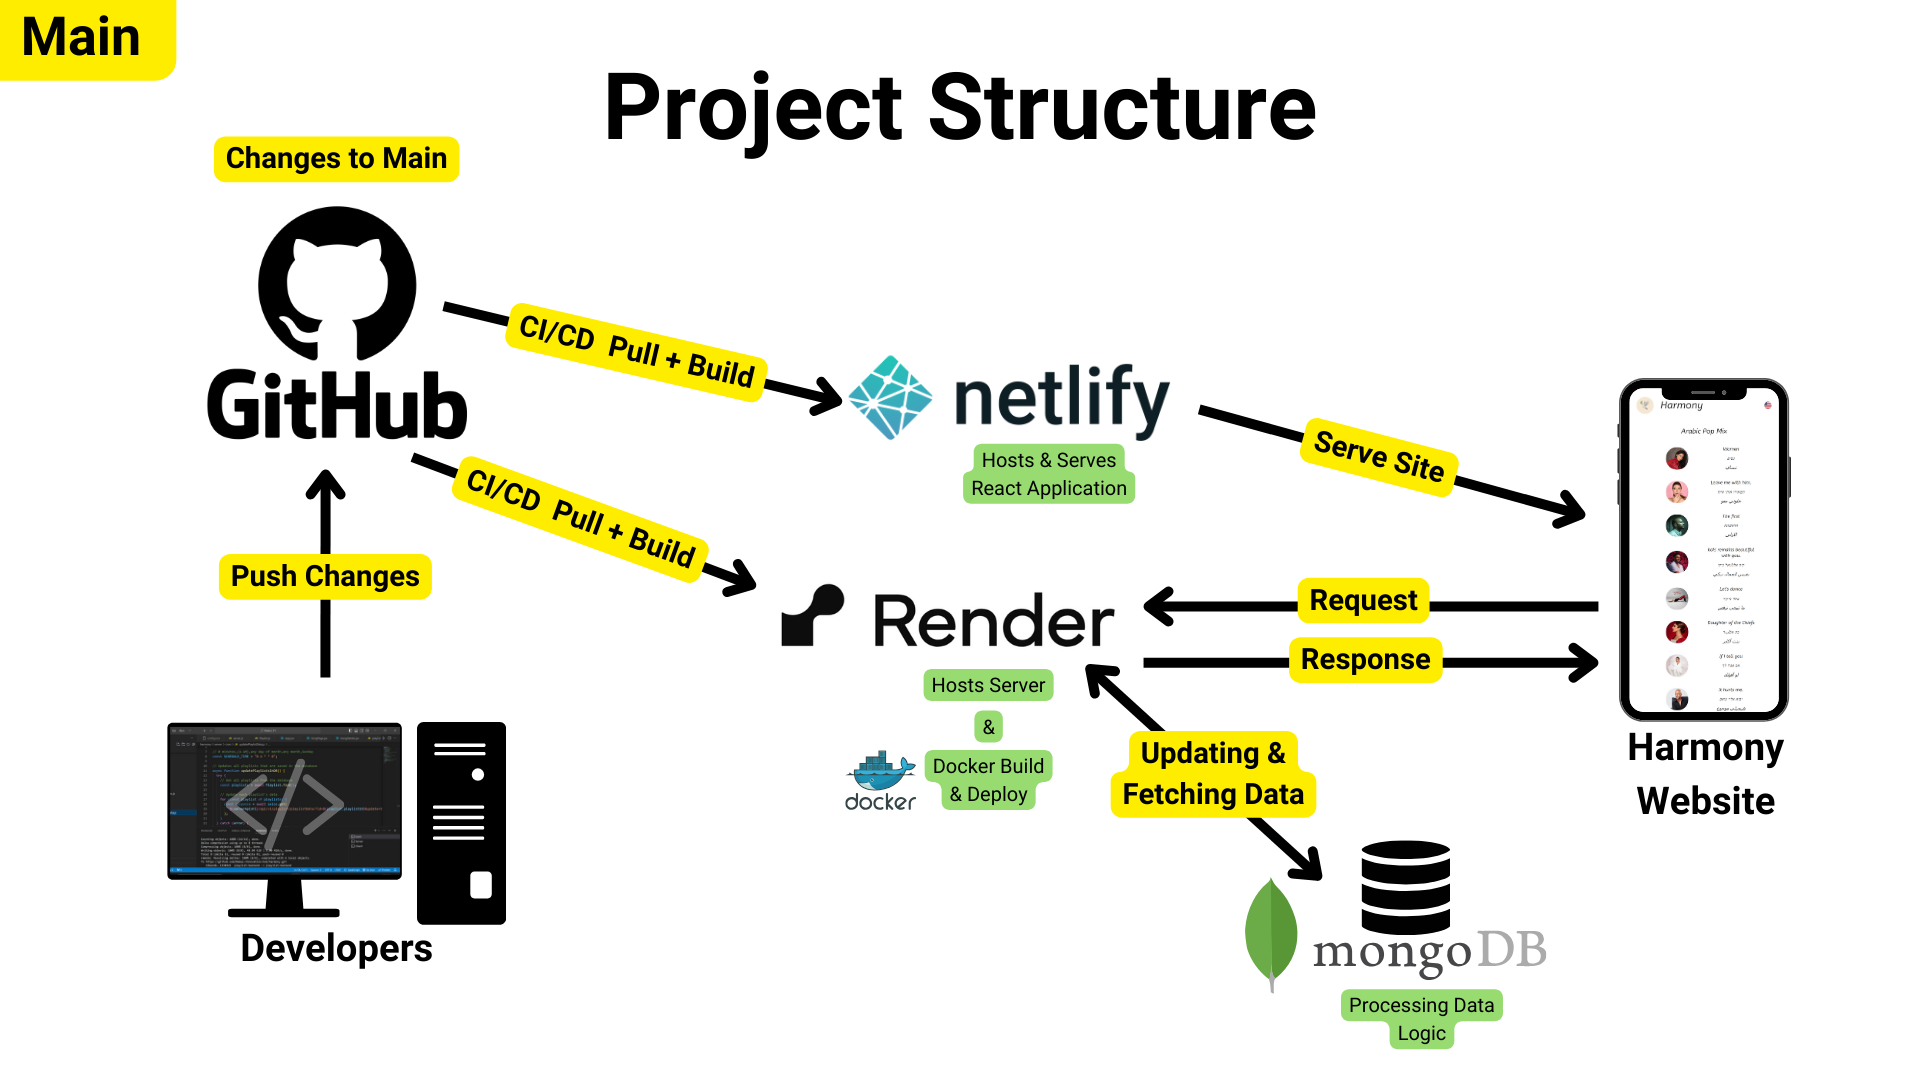 Main
Project Structure
Changes to Main
GitHub
CI/CD Pull + Build
CI/CD Pull + Build
netlify
Hosts & Serves
React Application
Serve Site
Push Changes
Render
Request
Response
Hosts Server
&
Docker Build
& Deploy
docker
Updating &
Fetching Data
Harmony
Arabic Pop Mix
Harmony
Website
Developers
mongoDB
Processing Data
Logic